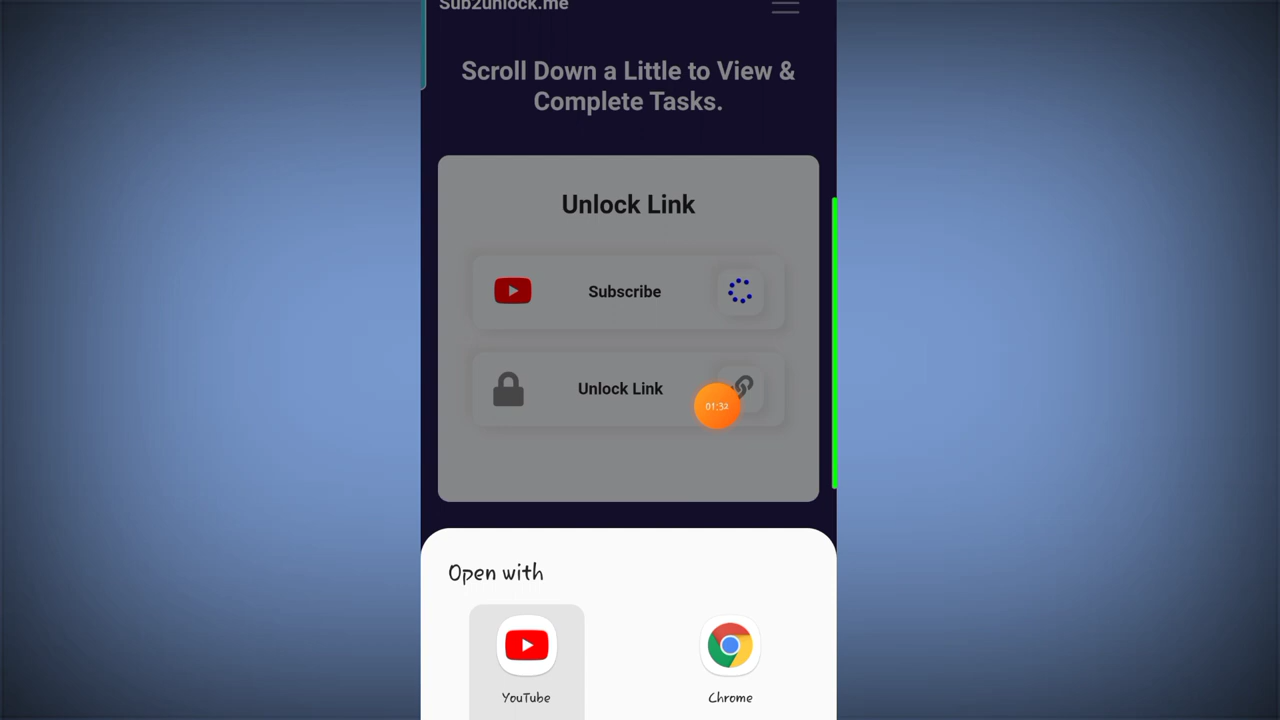 Sub2unlock.me
Scroll Down a Little to View &
Complete Tasks.
Unlock Link
Subscribe
Unlock Link
01:32
Open with
YouTube
Chrome